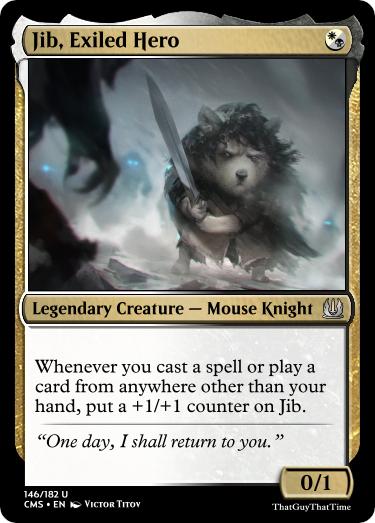 Jib, Exiled Hero
Legendary Creature — Mouse Knight
Whenever you cast a spell or play a
card from anywhere other than your
hand, put a +1/+1 counter on Jib.
“One day, I shall return to you.”
0/1
146/182 U
CMS • EN Victor Titov
ThatGuyThatTime